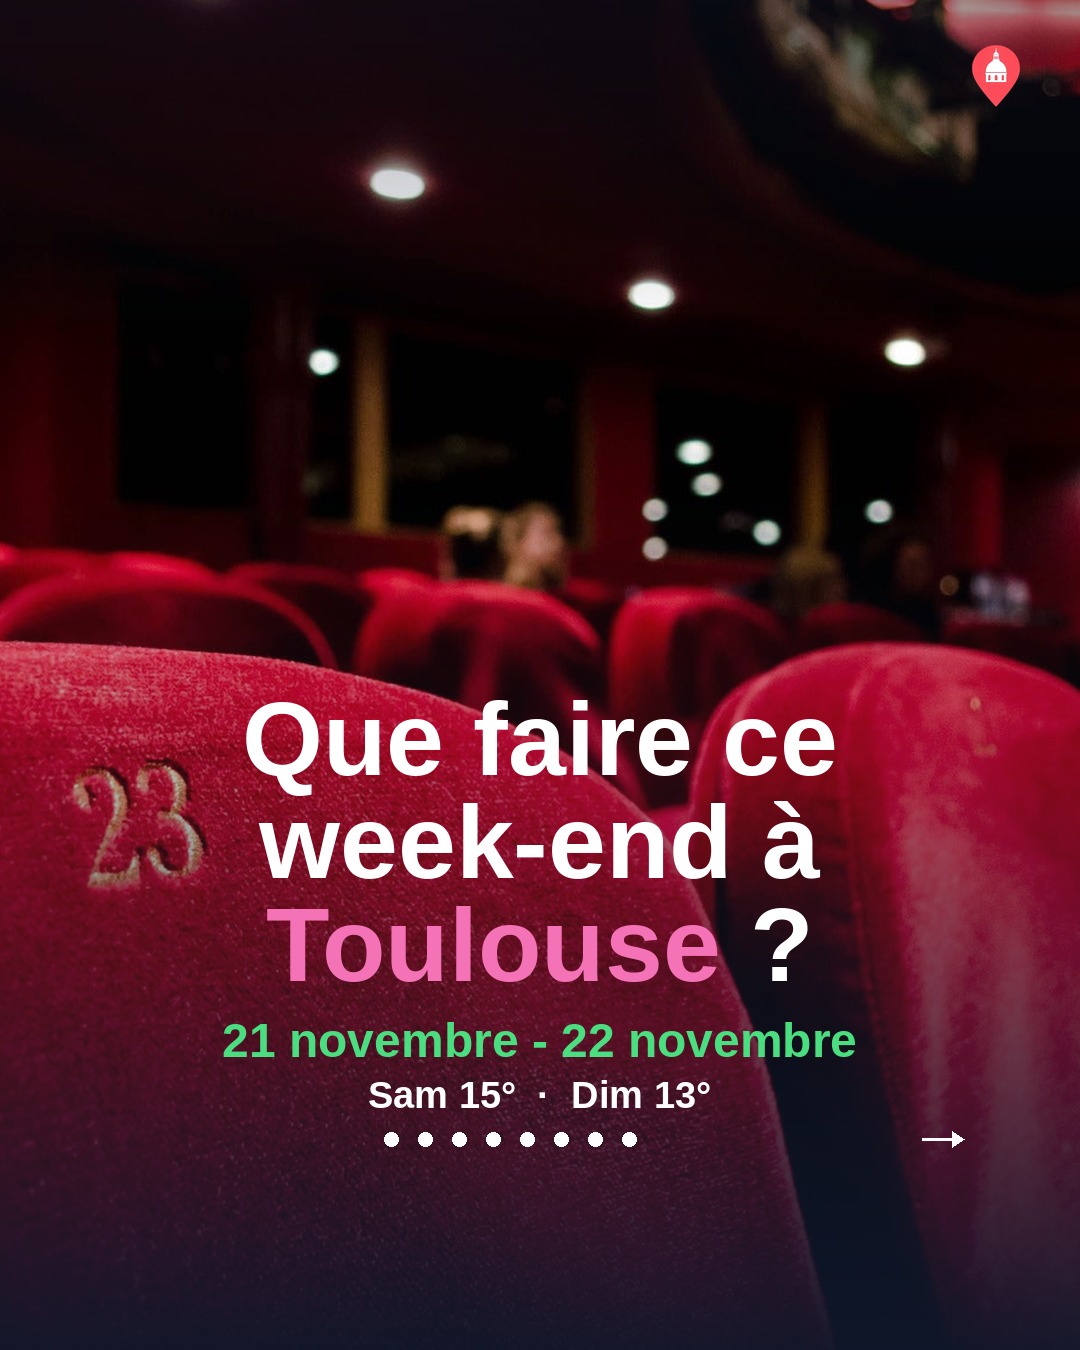 23
Que faire ce
week-end à
Toulouse ?
21 novembre - 22 novembre
Sam 15° · Dim 13°